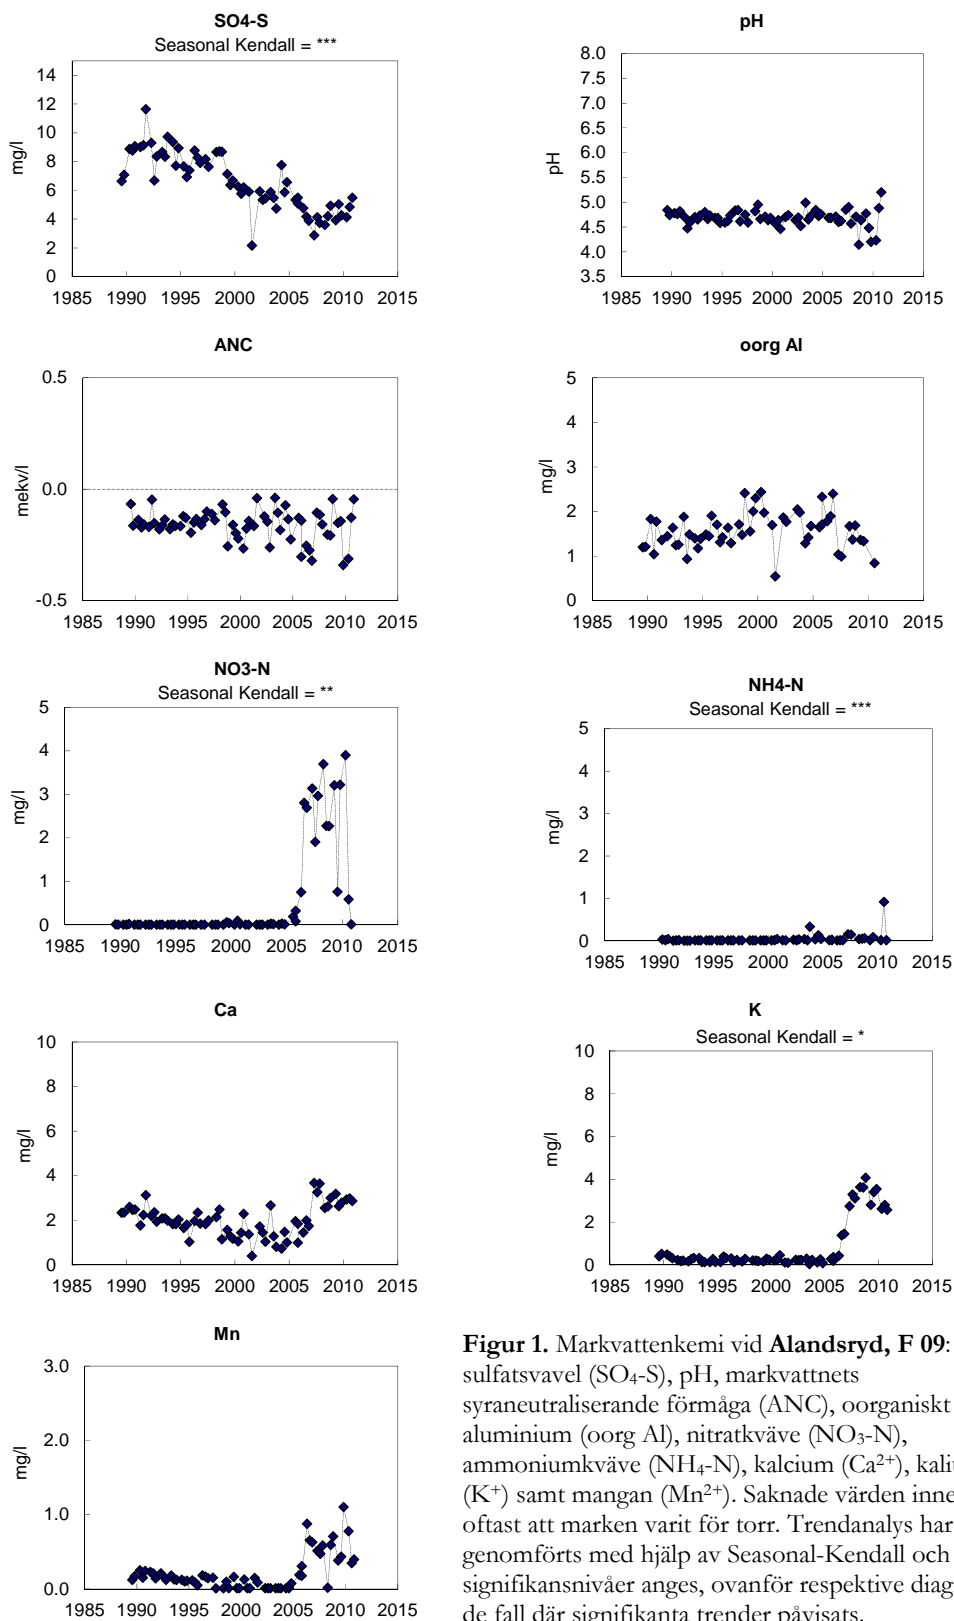 SO4-S
Seasonal Kendall = ***
14
12
10
8
6
4
2
0
mg/l
1985 1990 1995 2000 2005 2010 2015
pH
8.0
7.5
7.0
6.5
6.0
5.5
5.0
4.5
4.0
3.5
pH
1985 1990 1995 2000 2005 2010 2015
ANC
0.5
0.0
-0.5
mekv/l
1985 1990 1995 2000 2005 2010 2015
oorg Al
5
4
3
2
1
0
mg/l
1985 1990 1995 2000 2005 2010 2015
NO3-N
Seasonal Kendall = **
5
4
3
2
1
0
mg/l
1985 1990 1995 2000 2005 2010 2015
NH4-N
Seasonal Kendall = ***
5
4
3
2
1
0
mg/l
1985 1990 1995 2000 2005 2010 2015
Ca
10
8
6
4
2
0
mg/l
1985 1990 1995 2000 2005 2010 2015
K
Seasonal Kendall = *
10
8
6
4
2
0
mg/l
1985 1990 1995 2000 2005 2010 2015
Mn
3.0
2.0
1.0
0.0
mg/l
1985 1990 1995 2000 2005 2010 2015
Figur 1. Markvattenkemi vid Alandsryd, F 09:
sulfatsvavel (SO₄-S), pH, markvattnets
syraneutraliserande förmåga (ANC), oorganiskt
aluminium (oorg Al), nitratkväve (NO₃-N),
ammoniumkväve (NH₄-N), kalcium (Ca²⁺),
(K⁺) samt mangan (Mn²⁺). Saknade värden
oftast att marken varit för torr. Trendanalys har
genomförts med hjälp av Seasonal-Kendall och
signifikansnivåer anges, ovanför respektive
de fall där signifikanta trender påvisats.